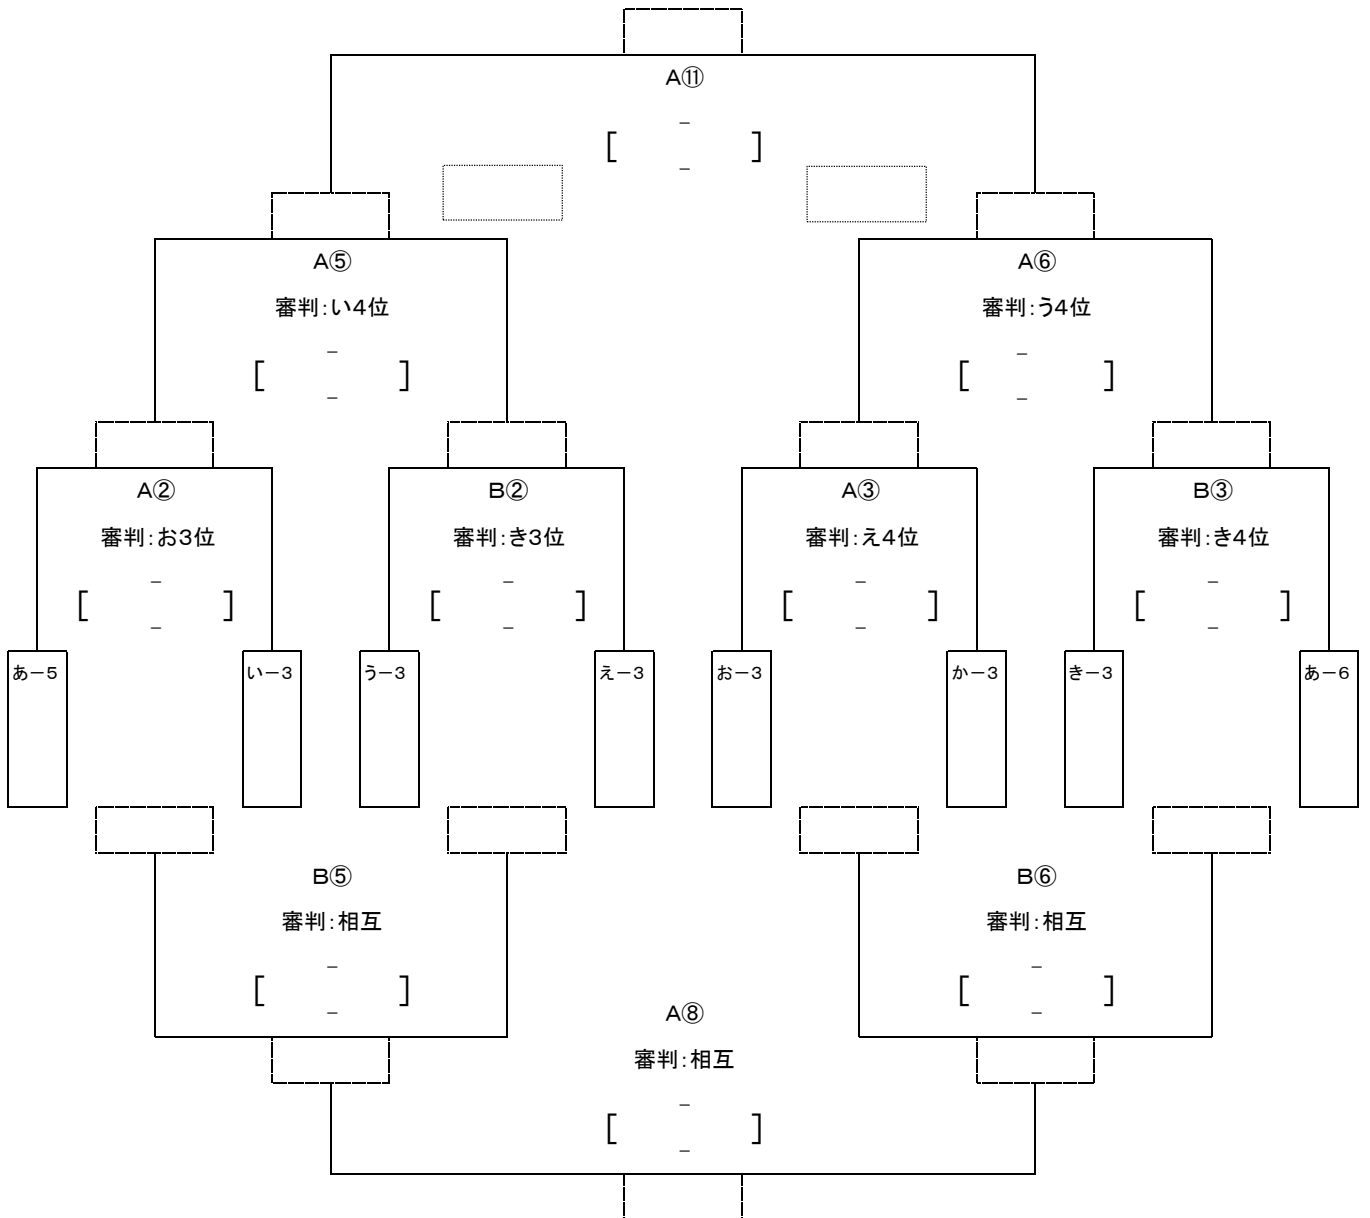 A⑪
−
[ ]
−
A⑤ A⑥
審判:い4位 審判:う4位
− −
[ ] [ ]
− −
A② B② A③ B③
審判:お3位 審判:き3位 審判:え4位 審判:き4位
− − − −
[ ] [ ] [ ] [ ]
− − − −
あー5 いー3 うー3 えー3 おー3 かー3 きー3 あー6
B⑤ B⑥
審判:相互 審判:相互
− −
[ ] [ ]
− −
A⑧
審判:相互
−
[ ]
−